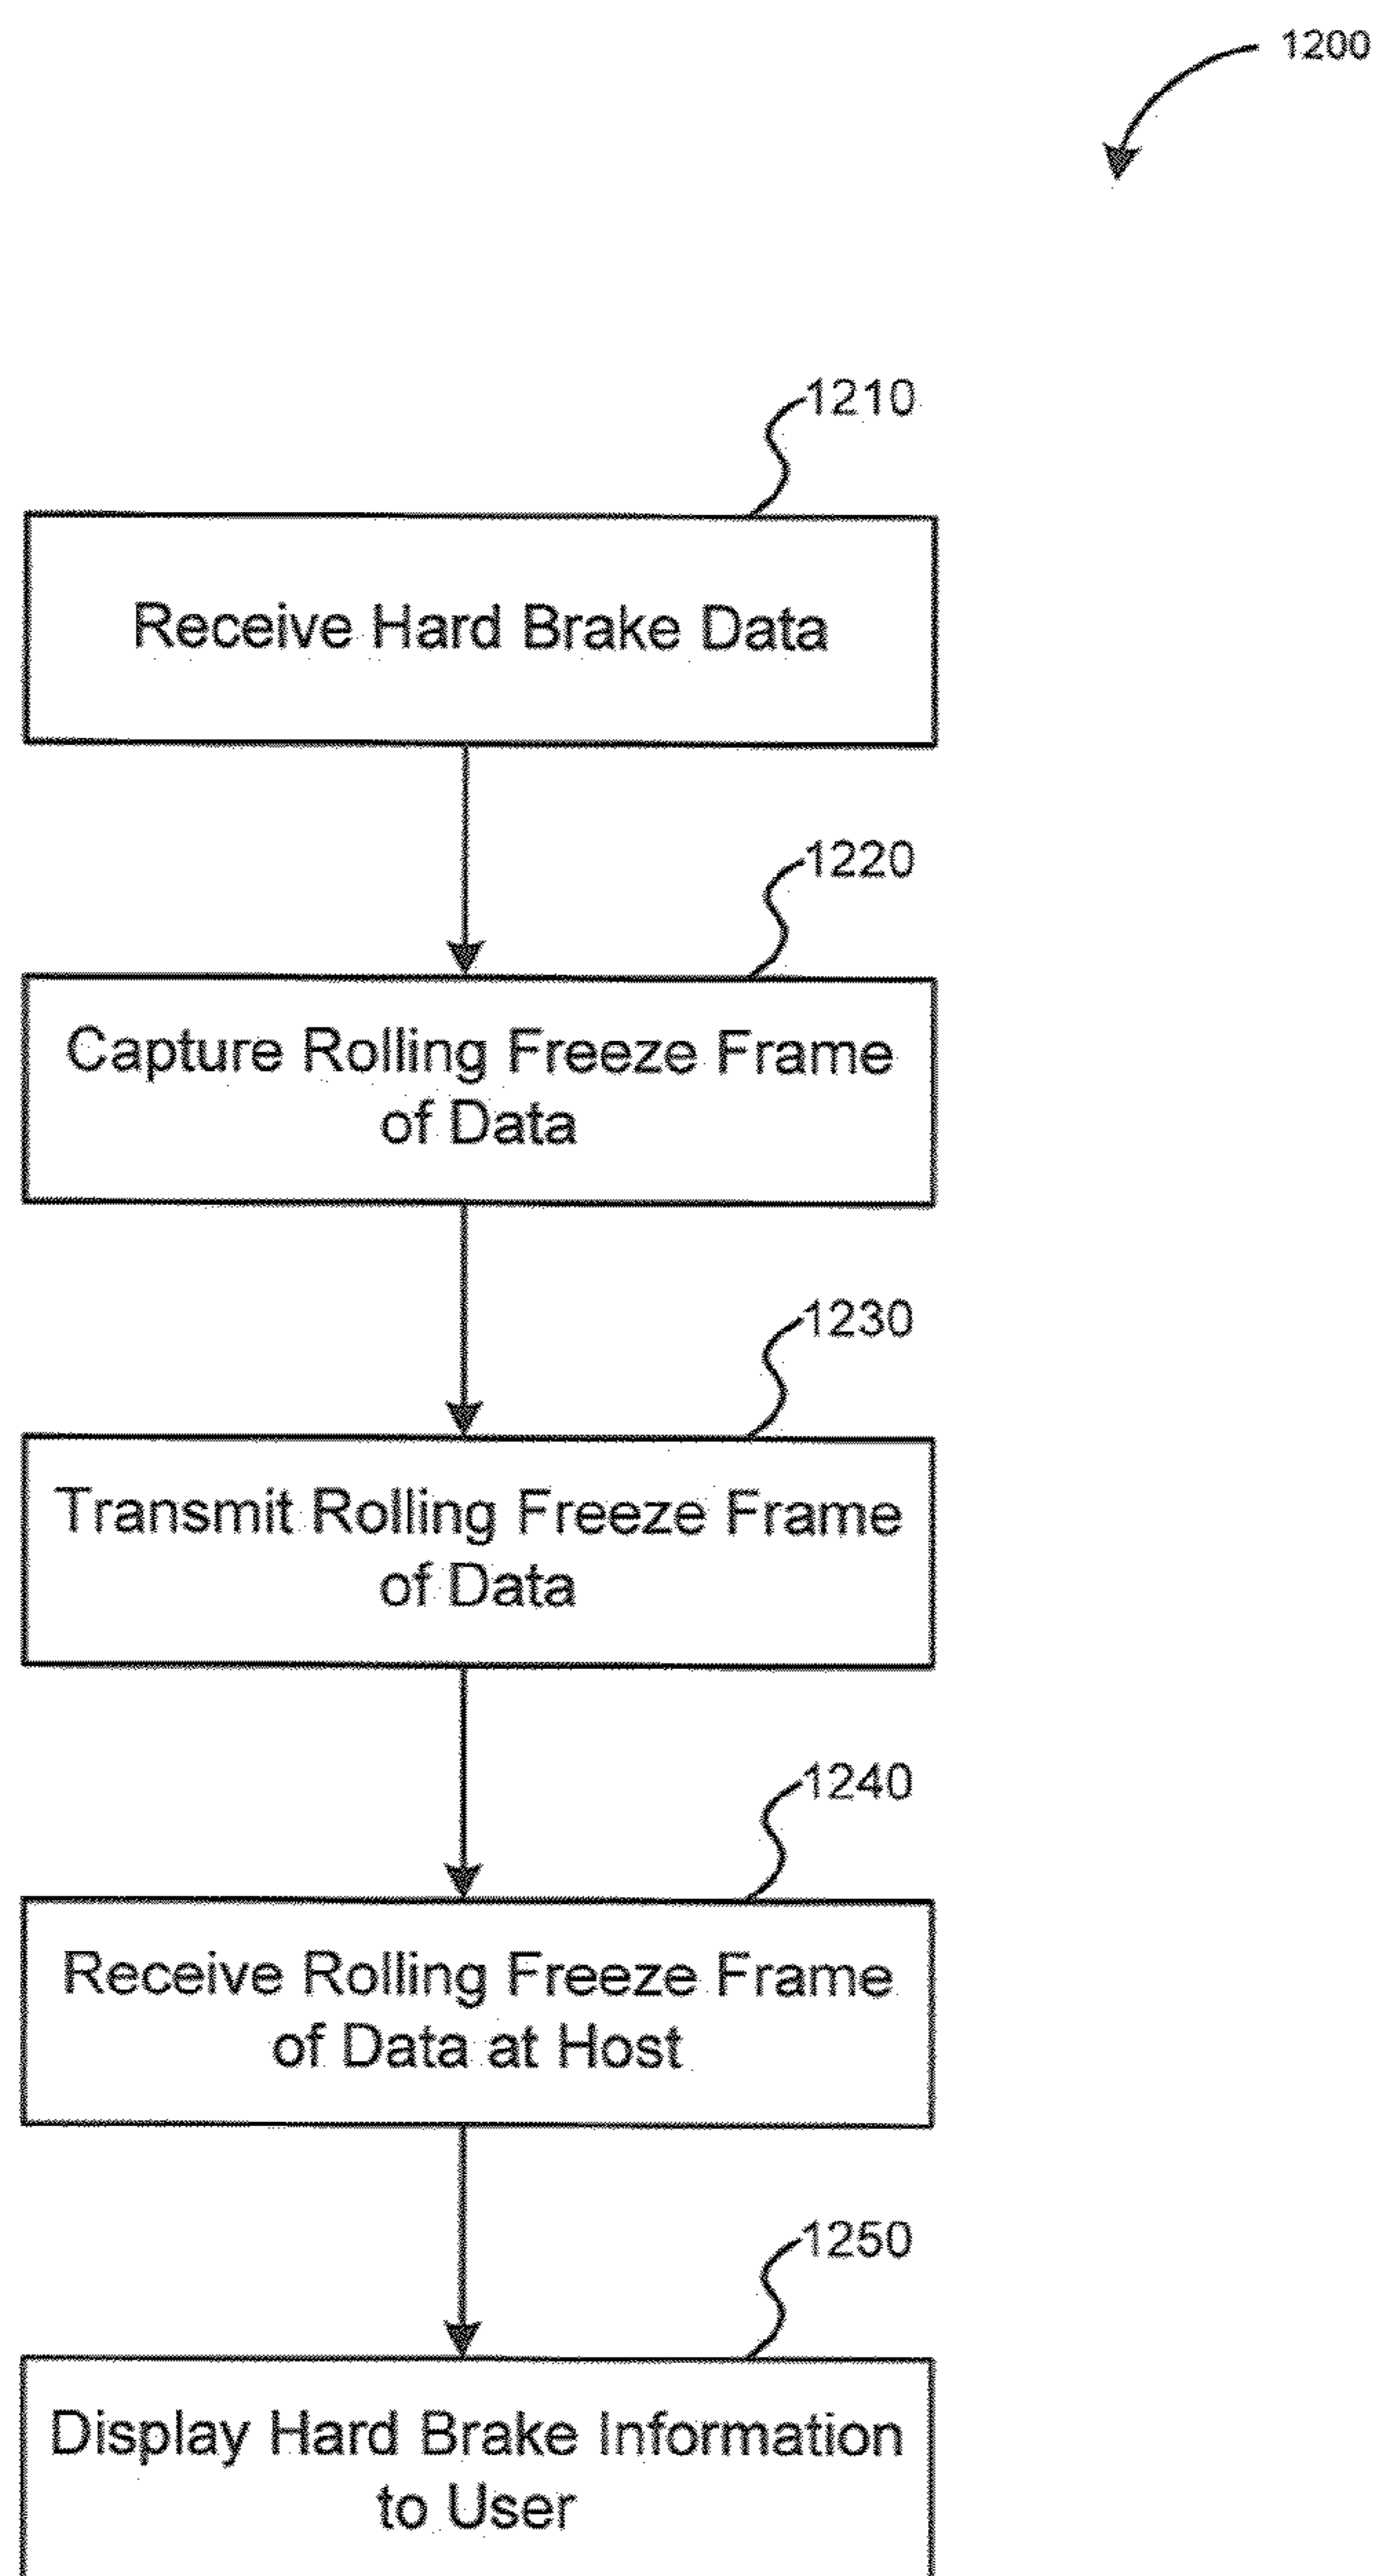 1200
1210
Receive Hard Brake Data
1220
Capture Rolling Freeze Frame
of Data
1230
Transmit Rolling Freeze Frame
of Data
1240
Receive Rolling Freeze Frame
of Data at Host
1250
Display Hard Brake Information
to User